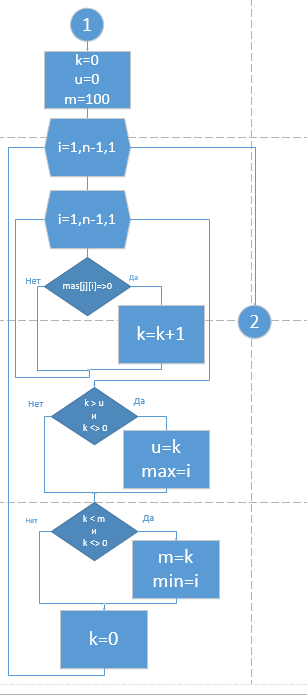 1
k=0
u=0
m=100
i=1,n-1,1
i=1,n-1,1
Нет
mas[j][i]=>0
Да
k=k+1
2
Нет
k > u
и
k <> 0
Да
u=k
max=i
Нет
k < m
и
k <> 0
Да
m=k
min=i
k=0